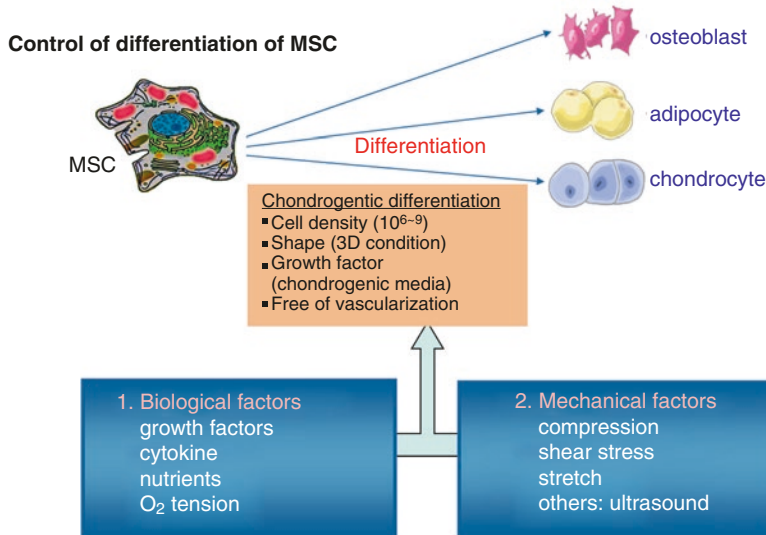 Control of differentiation of MSC
MSC
osteoblast
adipocyte
Differentiation
chondrocyte
Chondrogentic differentiation
▪ Cell density (10⁶~⁹)
▪ Shape (3D condition)
▪ Growth factor
(chondrogenic media)
▪ Free of vascularization
1. Biological factors
growth factors
cytokine
nutrients
O₂ tension
2. Mechanical factors
compression
shear stress
stretch
others: ultrasound